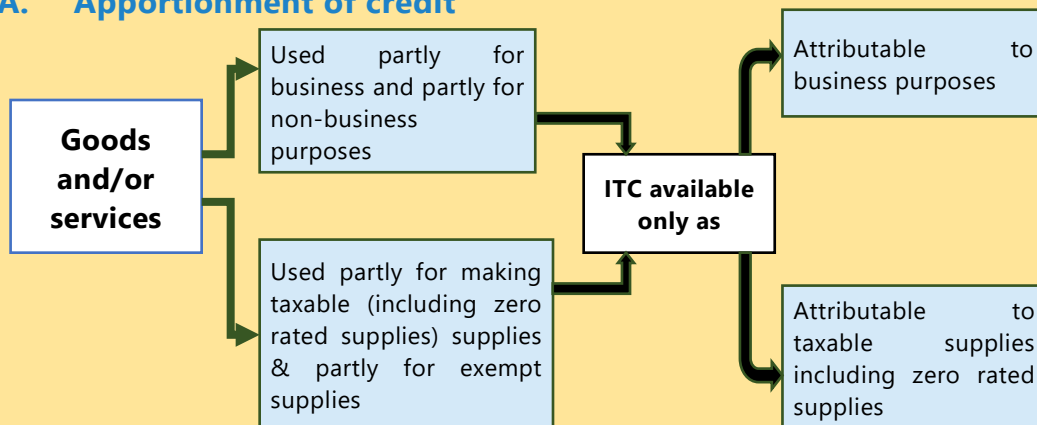 A. Apportionment of credit
Used partly for
business and partly for
non-business
purposes
Attributable to
business purposes
Goods
and/or
services
ITC available
only as
Used partly for making
taxable (including zero
rated supplies) supplies
& partly for exempt
supplies
Attributable to
taxable supplies
including zero rated
supplies